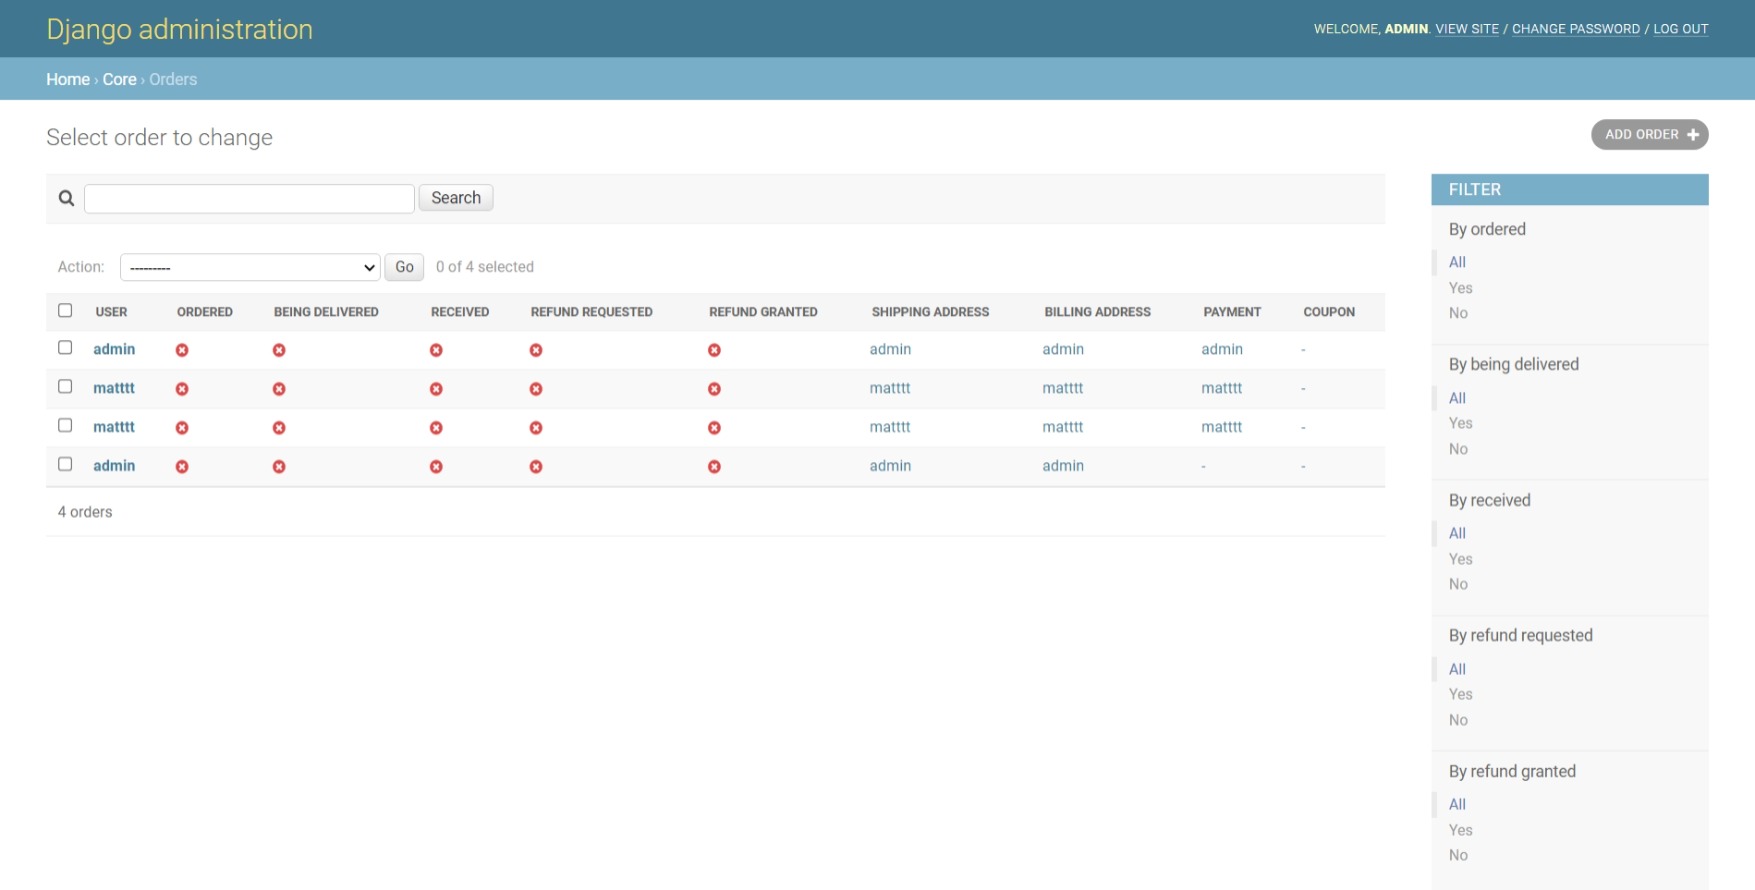 Django administration
WELCOME, ADMIN. VIEW SITE / CHANGE PASSWORD / LOG OUT
Home › Core › Orders
Select order to change
ADD ORDER +
Search
Action: --------- Go 0 of 4 selected
USER ORDERED BEING DELIVERED RECEIVED REFUND REQUESTED REFUND GRANTED SHIPPING ADDRESS BILLING ADDRESS PAYMENT COUPON
admin admin admin admin -
matttt matttt matttt matttt -
matttt matttt matttt matttt -
admin admin admin - -
4 orders
FILTER
By ordered
All
Yes
No
By being delivered
All
Yes
No
By received
All
Yes
No
By refund requested
All
Yes
No
By refund granted
All
Yes
No